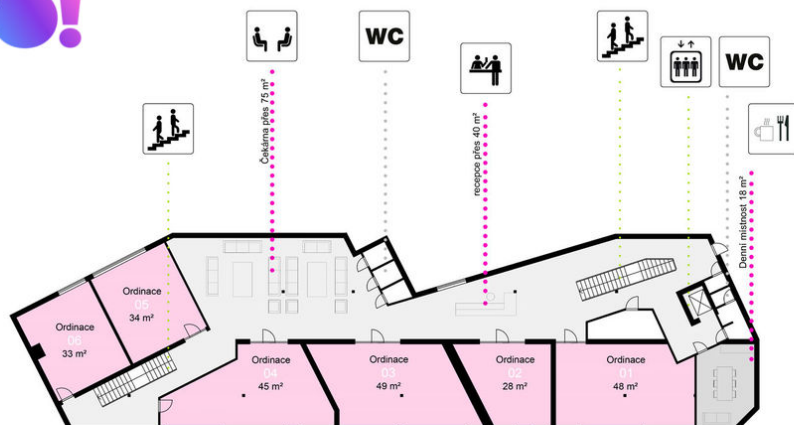 WC
WC
Čekárna přes 75 m²
recepce přes 40 m²
Denní místnost 18 m²
Ordinace
05
34 m²
Ordinace
06
33 m²
Ordinace
04
45 m²
Ordinace
03
49 m²
Ordinace
02
28 m²
Ordinace
01
48 m²